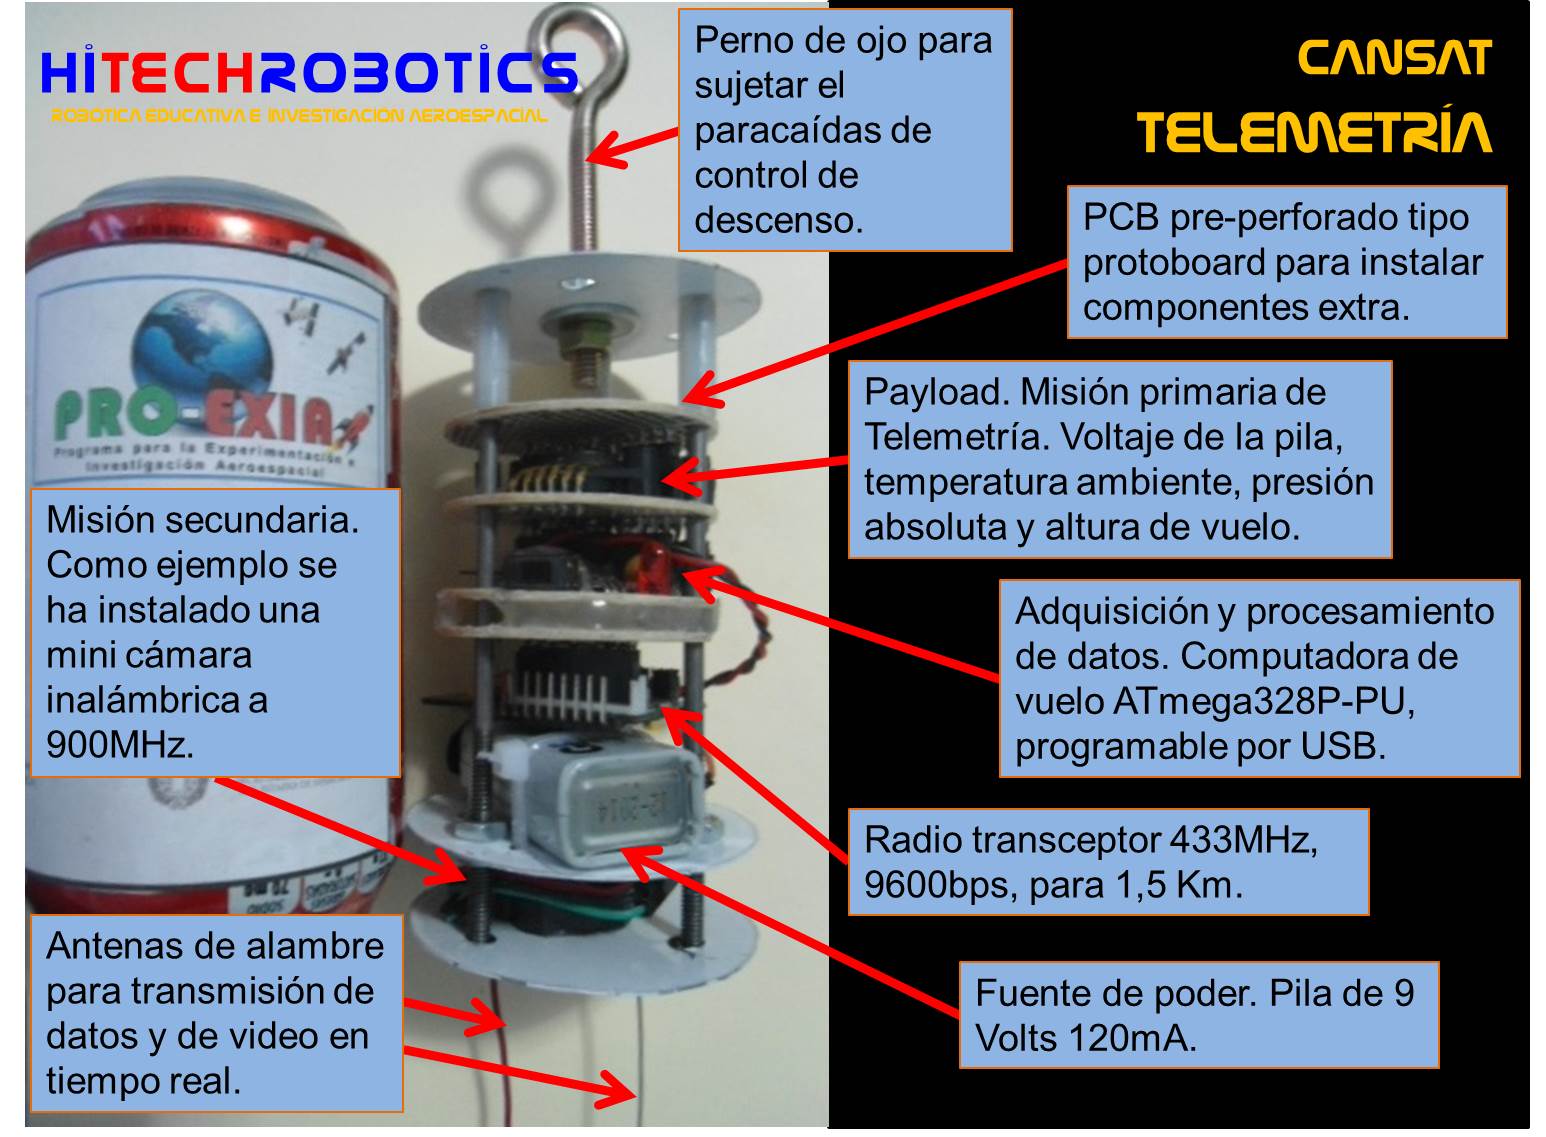 HiTECHROBOTiCS
ROBOTICA EDUCATIVA E INVESTIGACION AEROESPACIAL
CANSAT
TELEMETRÍA
Perno de ojo para
sujetar el
paracaídas de
control de
descenso.
PCB pre-perforado tipo
protoboard para instalar
componentes extra.
Payload. Misión primaria de
Telemetría. Voltaje de la pila,
temperatura ambiente, presión
absoluta y altura de vuelo.
PRO-EXIA
Programa para la Experimentación e
Investigación Aeroespacial
Misión secundaria.
Como ejemplo se
ha instalado una
mini cámara
inalámbrica a
900MHz.
Adquisición y procesamiento
de datos. Computadora de
vuelo ATmega328P-PU,
programable por USB.
12-2014
Radio transceptor 433MHz,
9600bps, para 1,5 Km.
SODIO
70 mg
Antenas de alambre
para transmisión de
datos y de video en
tiempo real.
Fuente de poder. Pila de 9
Volts 120mA.